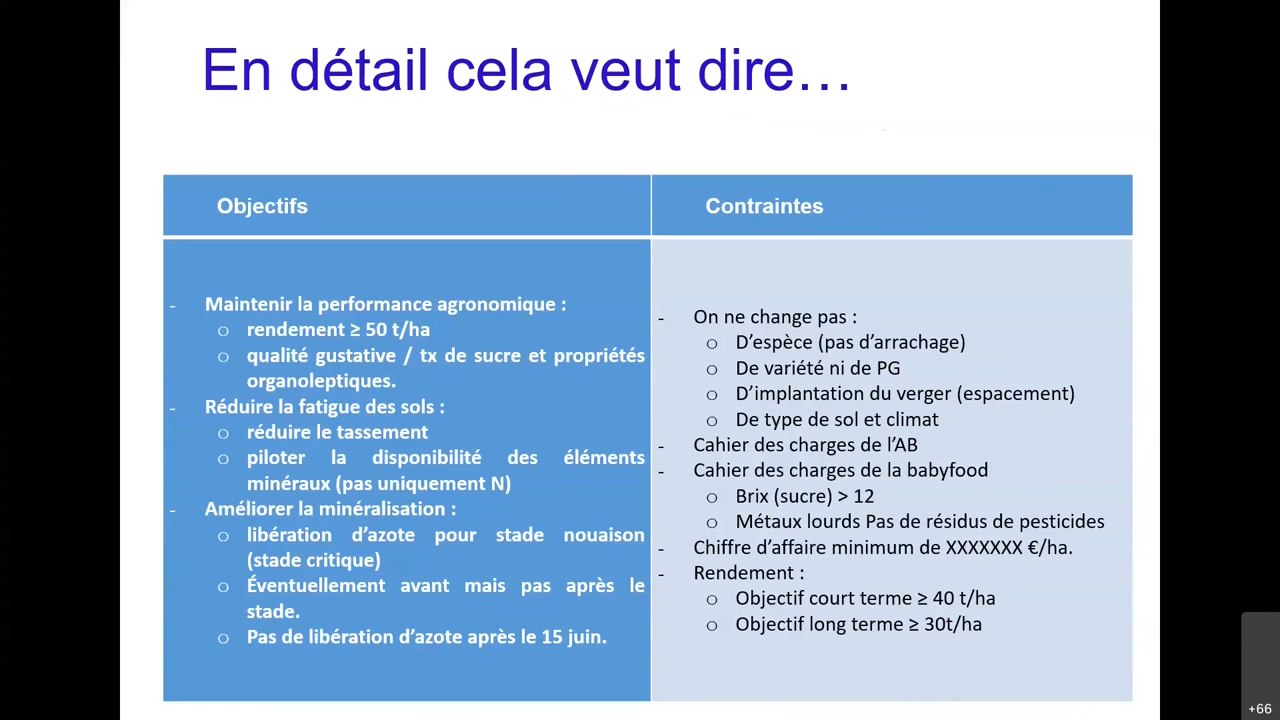 En détail cela veut dire…
Objectifs
- Maintenir la performance agronomique :
o rendement ≥ 50 t/ha
o qualité gustative / tx de sucre et propriétés
organoleptiques.
- Réduire la fatigue des sols :
o réduire le tassement
o piloter la disponibilité des éléments
minéraux (pas uniquement N)
- Améliorer la minéralisation :
o libération d’azote pour stade nouaison
(stade critique)
o Éventuellement avant mais pas après le
stade.
o Pas de libération d’azote après le 15 juin.
Contraintes
- On ne change pas :
o D’espèce (pas d’arrachage)
o De variété ni de PG
o D’implantation du verger (espacement)
o De type de sol et climat
- Cahier des charges de l’AB
- Cahier des charges de la babyfood
o Brix (sucre) > 12
o Métaux lourds Pas de résidus de pesticides
- Chiffre d’affaire minimum de XXXXXXX €/ha.
- Rendement :
o Objectif court terme ≥ 40 t/ha
o Objectif long terme ≥ 30t/ha
+66